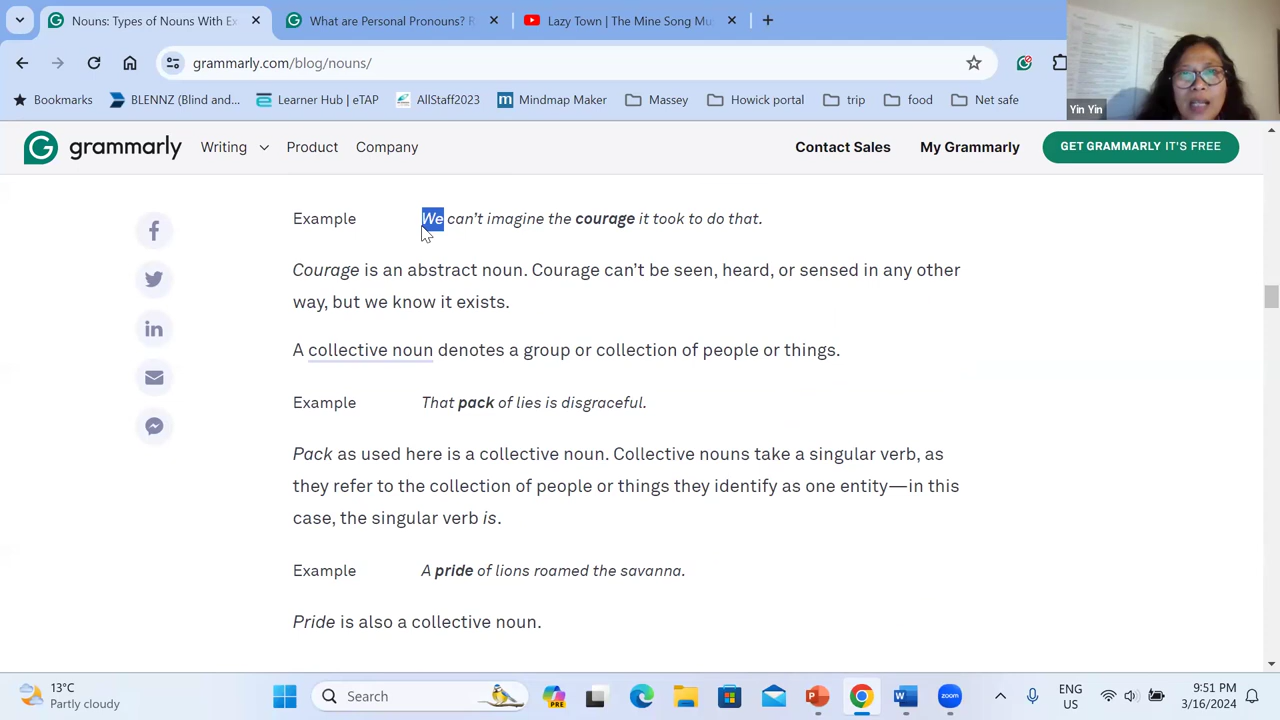 Nouns: Types of Nouns With Ex
What are Personal Pronouns? R
Lazy Town | The Mine Song Mu
grammarly.com/blog/nouns/
Bookmarks
BLENNZ (Blind and...
Learner Hub | eTAP
AllStaff2023
Mindmap Maker
Massey
Howick porta
trip
food
Net safe
Yin Yin
grammarly
Writing
Product
Company
Contact Sales
My Grammarly
GET GRAMMARLY IT'S FREE
Example We can't imagine the courage it took to do that.
Courage is an abstract noun. Courage can't be seen, heard, or sensed in any other
way, but we know it exists.
A collective noun denotes a group or collection of people or things.
Example That pack of lies is disgraceful.
Pack as used here is a collective noun. Collective nouns take a singular verb, as
they refer to the collection of people or things they identify as one entity—in this
case, the singular verb is.
Example A pride of lions roamed the savanna.
Pride is also a collective noun.
13°C
Partly cloudy
Search
PRE
zoom
ENG
US
9:51 PM
3/16/2024